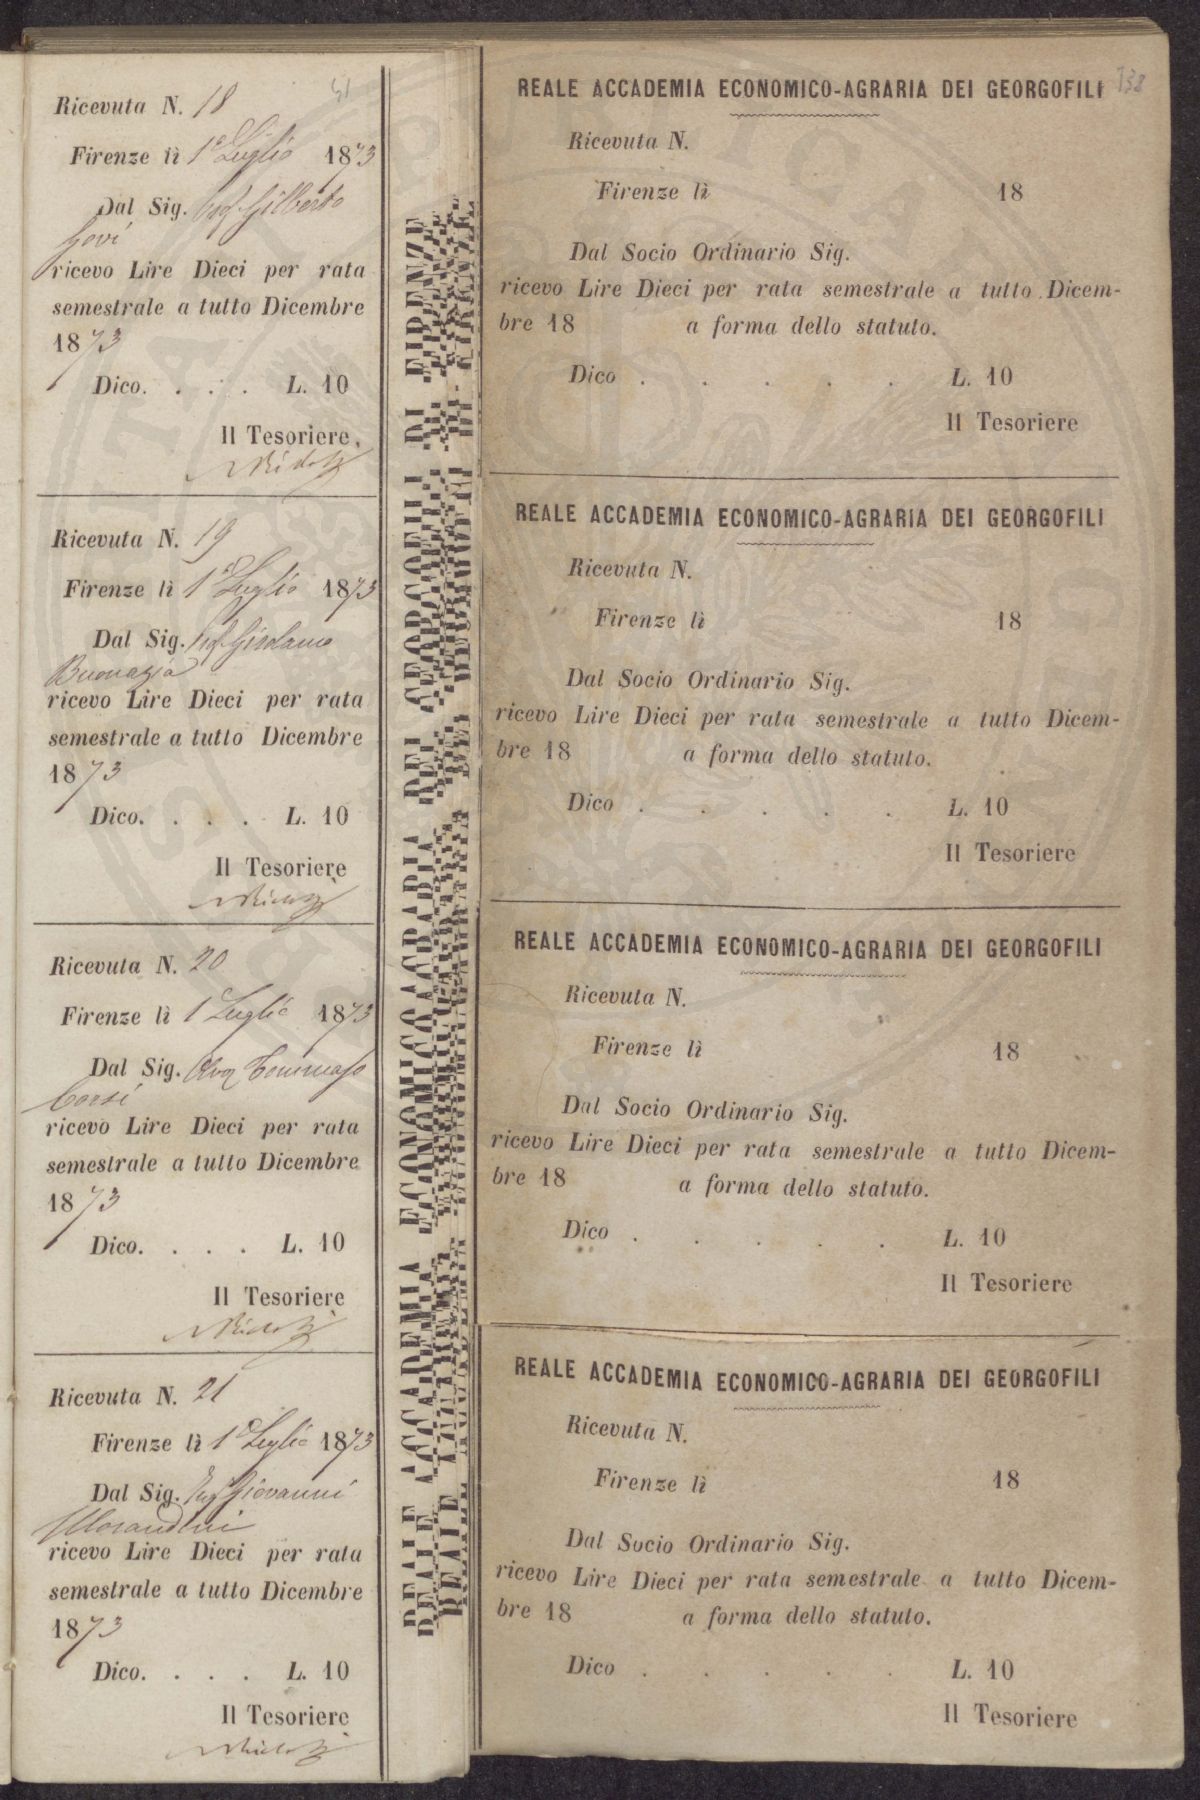 51
Ricevuta N. 18
Firenze lì 1° Luglio 1873
Dal Sig. Prof. Gilberto
Govi
ricevo Lire Dieci per rata
semestrale a tutto Dicembre
1873
Dico. . . . L. 10
Il Tesoriere,
Ricevuta N. 19
Firenze lì 1° Luglio 1873
Dal Sig. Prof. Girolamo
Buonazia
ricevo Lire Dieci per rata
semestrale a tutto Dicembre
1873
Dico. . . . L. 10
Il Tesoriere
Ricevuta N. 20
Firenze lì 1 Luglio 1873
Dal Sig. Avv Tommaso
Corsi
ricevo Lire Dieci per rata
semestrale a tutto Dicembre
1873
Dico. . . . L. 10
Il Tesoriere
Ricevuta N. 21
Firenze lì 1° Luglio 1873
Dal Sig. Ing Giovanni
Morandini
ricevo Lire Dieci per rata
semestrale a tutto Dicembre
1873
Dico. . . . L. 10
Il Tesoriere
REALE ACCADEMIA ECONOMICO-AGRARIA DEI GEORGOFILI DI FIRENZE
138
REALE ACCADEMIA ECONOMICO-AGRARIA DEI GEORGOFILI
Ricevuta N.
Firenze lì 18
Dal Socio Ordinario Sig.
ricevo Lire Dieci per rata semestrale a tutto Dicem-
bre 18 a forma dello statuto.
Dico . . . . . L. 10
Il Tesoriere
REALE ACCADEMIA ECONOMICO-AGRARIA DEI GEORGOFILI
Ricevuta N.
Firenze lì 18
Dal Socio Ordinario Sig.
ricevo Lire Dieci per rata semestrale a tutto Dicem-
bre 18 a forma dello statuto.
Dico . . . . . L. 10
Il Tesoriere
REALE ACCADEMIA ECONOMICO-AGRARIA DEI GEORGOFILI
Ricevuta N.
Firenze lì 18
Dal Socio Ordinario Sig.
ricevo Lire Dieci per rata semestrale a tutto Dicem-
bre 18 a forma dello statuto.
Dico . . . . . L. 10
Il Tesoriere
REALE ACCADEMIA ECONOMICO-AGRARIA DEI GEORGOFILI
Ricevuta N.
Firenze lì 18
Dal Socio Ordinario Sig.
ricevo Lire Dieci per rata semestrale a tutto Dicem-
bre 18 a forma dello statuto.
Dico . . . . . L. 10
Il Tesoriere